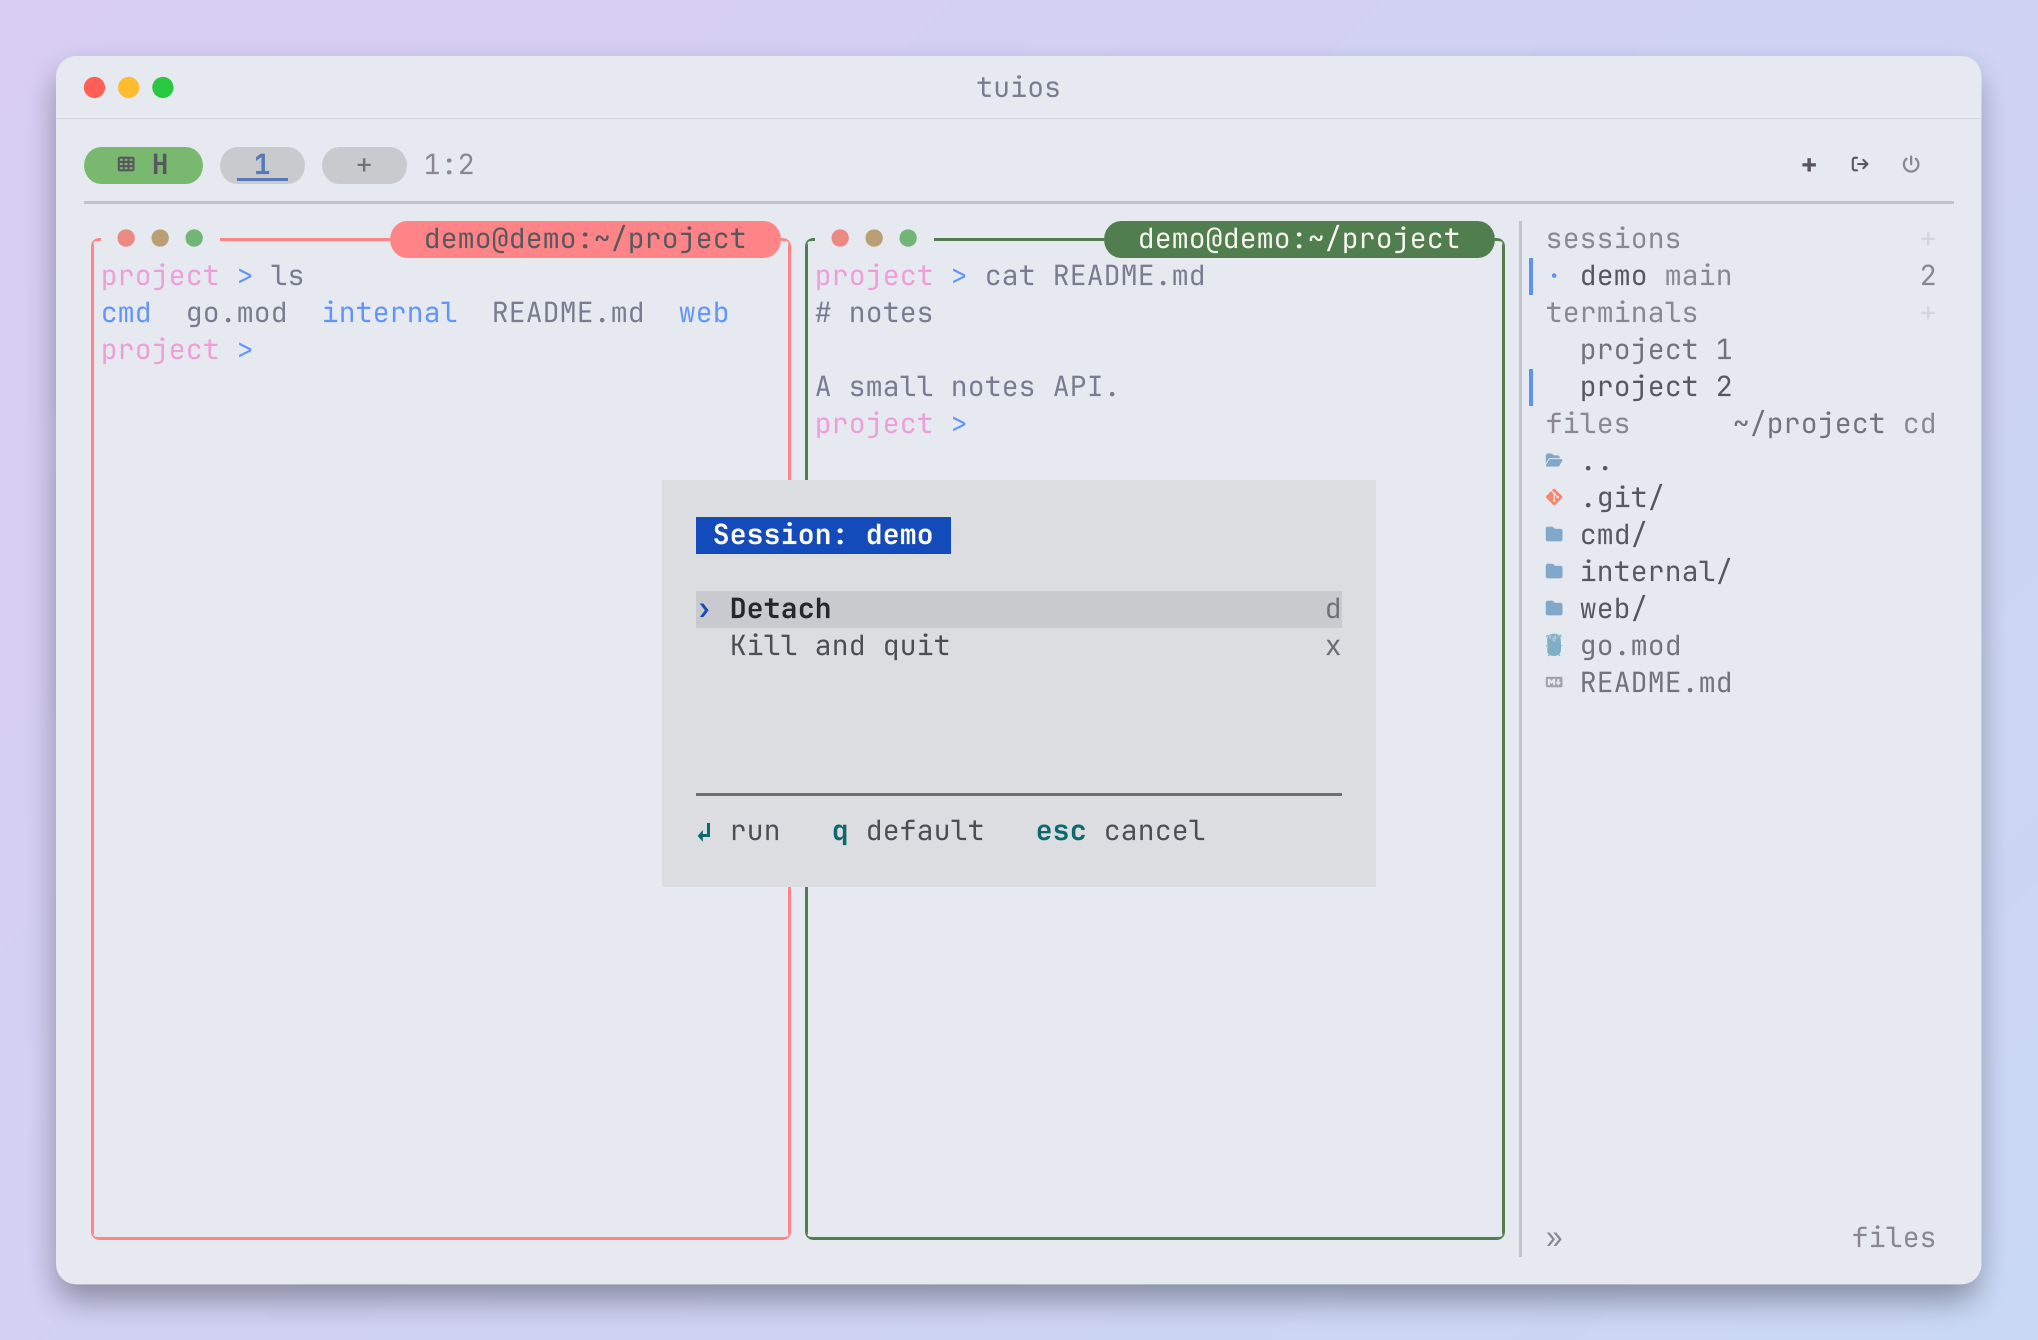 tuios
H 1 + 1:2
demo@demo:~/project
project > ls
cmd go.mod internal README.md web
project >
demo@demo:~/project
project > cat README.md
# notes
A small notes API.
project >
Session: demo
› Detach d
Kill and quit x
↲ run q default esc cancel
sessions +
· demo main 2
terminals +
project 1
project 2
files ~/project cd
..
.git/
cmd/
internal/
web/
go.mod
README.md
» files